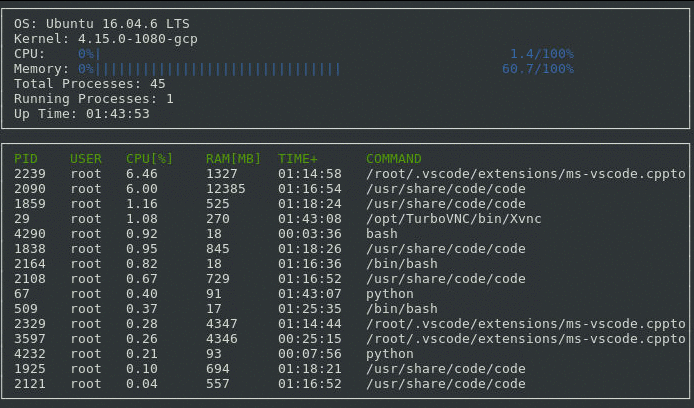 OS: Ubuntu 16.04.6 LTS
Kernel: 4.15.0-1080-gcp
CPU: 0%| 1.4/100%
Memory: 0%||||||||||||||||||||||||||||||| 60.7/100%
Total Processes: 45
Running Processes: 1
Up Time: 01:43:53
PID USER CPU[%] RAM[MB] TIME+ COMMAND
2239 root 6.46 1327 01:14:58 /root/.vscode/extensions/ms-vscode.cppto
2090 root 6.00 12385 01:16:54 /usr/share/code/code
1859 root 1.16 525 01:18:24 /usr/share/code/code
29 root 1.08 270 01:43:08 /opt/TurboVNC/bin/Xvnc
4290 root 0.92 18 00:03:36 bash
1838 root 0.95 845 01:18:26 /usr/share/code/code
2164 root 0.82 18 01:16:36 /bin/bash
2108 root 0.67 729 01:16:52 /usr/share/code/code
67 root 0.40 91 01:43:07 python
509 root 0.37 17 01:25:35 /bin/bash
2329 root 0.28 4347 01:14:44 /root/.vscode/extensions/ms-vscode.cppto
3597 root 0.26 4346 00:25:15 /root/.vscode/extensions/ms-vscode.cppto
4232 root 0.21 93 00:07:56 python
1925 root 0.10 694 01:18:21 /usr/share/code/code
2121 root 0.04 557 01:16:52 /usr/share/code/code